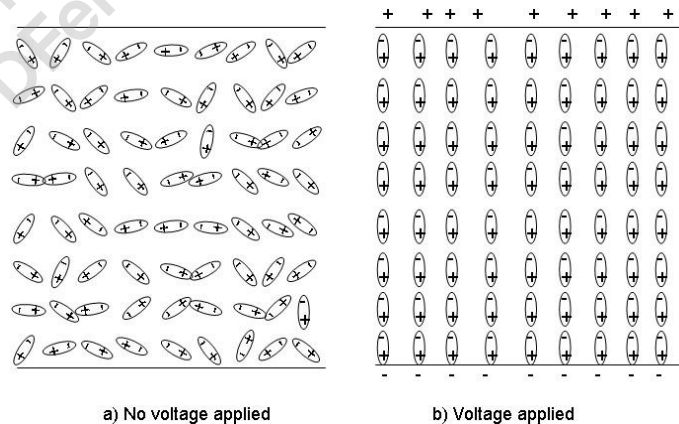 + + + + + + + + +
- - - - - - - - -
a) No voltage applied
b) Voltage applied